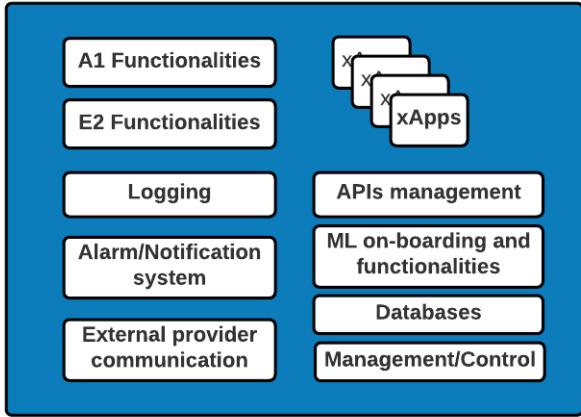 A1 Functionalities
E2 Functionalities
Logging
Alarm/Notification
system
External provider
communication
xApps
APIs management
ML on-boarding and
functionalities
Databases
Management/Control